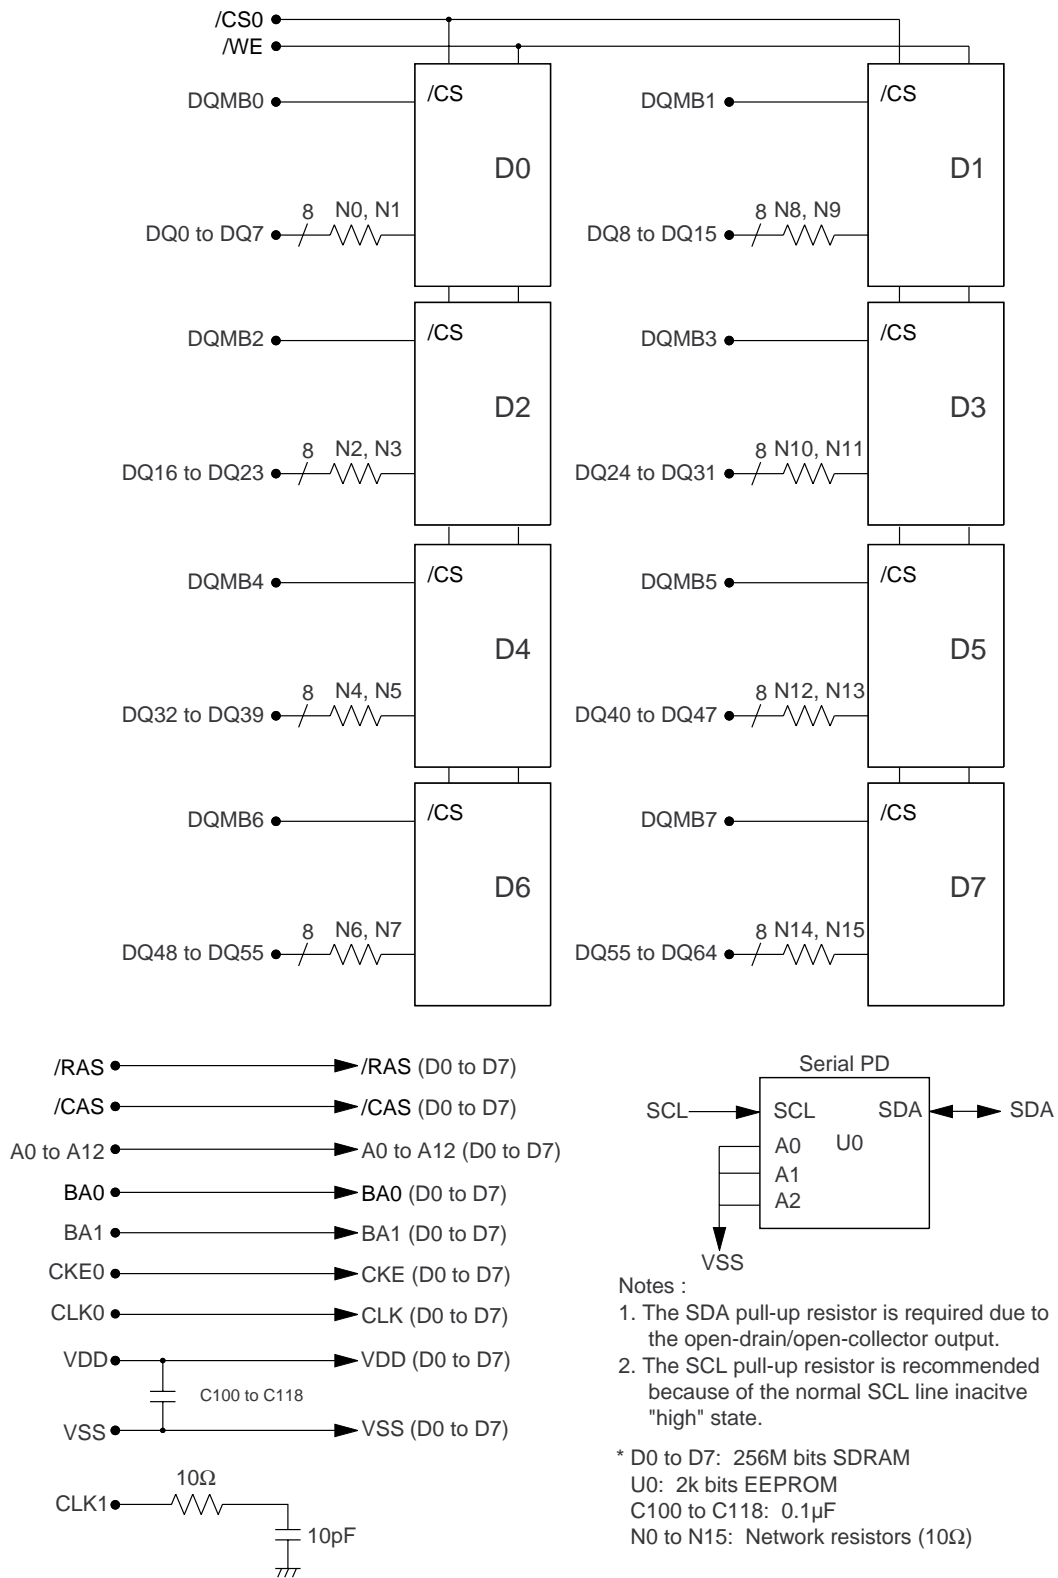 /CS0
/WE
DQMB0
/CS
D0
DQ0 to DQ7
8
N0, N1
DQMB1
/CS
D1
DQ8 to DQ15
8
N8, N9
DQMB2
/CS
D2
DQ16 to DQ23
8
N2, N3
DQMB3
/CS
D3
DQ24 to DQ31
8
N10, N11
DQMB4
/CS
D4
DQ32 to DQ39
8
N4, N5
DQMB5
/CS
D5
DQ40 to DQ47
8
N12, N13
DQMB6
/CS
D6
DQ48 to DQ55
8
N6, N7
DQMB7
/CS
D7
DQ55 to DQ64
8
N14, N15
/RAS
/RAS (D0 to D7)
/CAS
/CAS (D0 to D7)
A0 to A12
A0 to A12 (D0 to D7)
BA0
BA0 (D0 to D7)
BA1
BA1 (D0 to D7)
CKE0
CKE (D0 to D7)
CLK0
CLK (D0 to D7)
VDD
VDD (D0 to D7)
C100 to C118
VSS
VSS (D0 to D7)
CLK1
10Ω
10pF
Serial PD
SCL
SCL
SDA
SDA
A0
U0
A1
A2
VSS
Notes :
1. The SDA pull-up resistor is required due to
the open-drain/open-collector output.
2. The SCL pull-up resistor is recommended
because of the normal SCL line inacitve
"high" state.
* D0 to D7: 256M bits SDRAM
U0: 2k bits EEPROM
C100 to C118: 0.1µF
N0 to N15: Network resistors (10Ω)